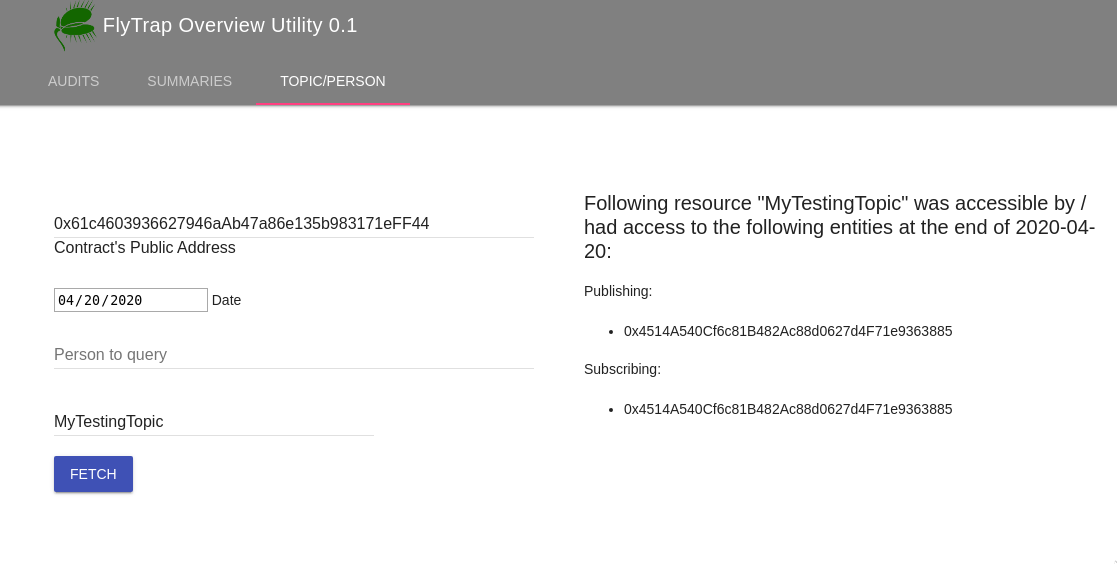 FlyTrap Overview Utility 0.1
AUDITS SUMMARIES TOPIC/PERSON
0x61c4603936627946aAb47a86e135b983171eFF44
Contract's Public Address
04/20/2020 Date
Person to query
MyTestingTopic
FETCH
Following resource "MyTestingTopic" was accessible by /
had access to the following entities at the end of 2020-04-
20:
Publishing:
• 0x4514A540Cf6c81B482Ac88d0627d4F71e9363885
Subscribing:
• 0x4514A540Cf6c81B482Ac88d0627d4F71e9363885